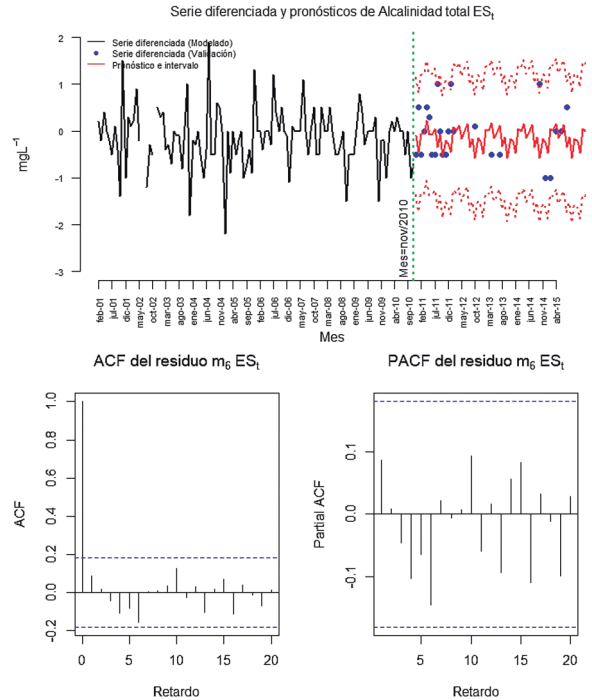 Serie diferenciada y pronósticos de Alcalinidad total ESt
Serie diferenciada (Modelado)
Serie diferenciada (Validación)
Pronóstico e intervalo
2
1
0
-1
-2
-3
mgL-1
Mes=nov/2010
feb-01 jul-01 dic-01 may-02 oct-02 mar-03 ago-03 ene-04 jun-04 nov-04 abr-05 sep-05 feb-06 jul-06 dic-06 may-07 oct-07 mar-08 ago-08 ene-09 jun-09 nov-09 abr-10 sep-10 feb-11 jul-11 dic-11 may-12 oct-12 mar-13 ago-13 ene-14 jun-14 nov-14 abr-15
Mes
ACF del residuo m6 ESt
1.0
0.8
0.6
0.4
0.2
0.0
-0.2
ACF
0 5 10 15 20
Retardo
PACF del residuo m6 ESt
0.1
0.0
-0.1
Partial ACF
5 10 15 20
Retardo